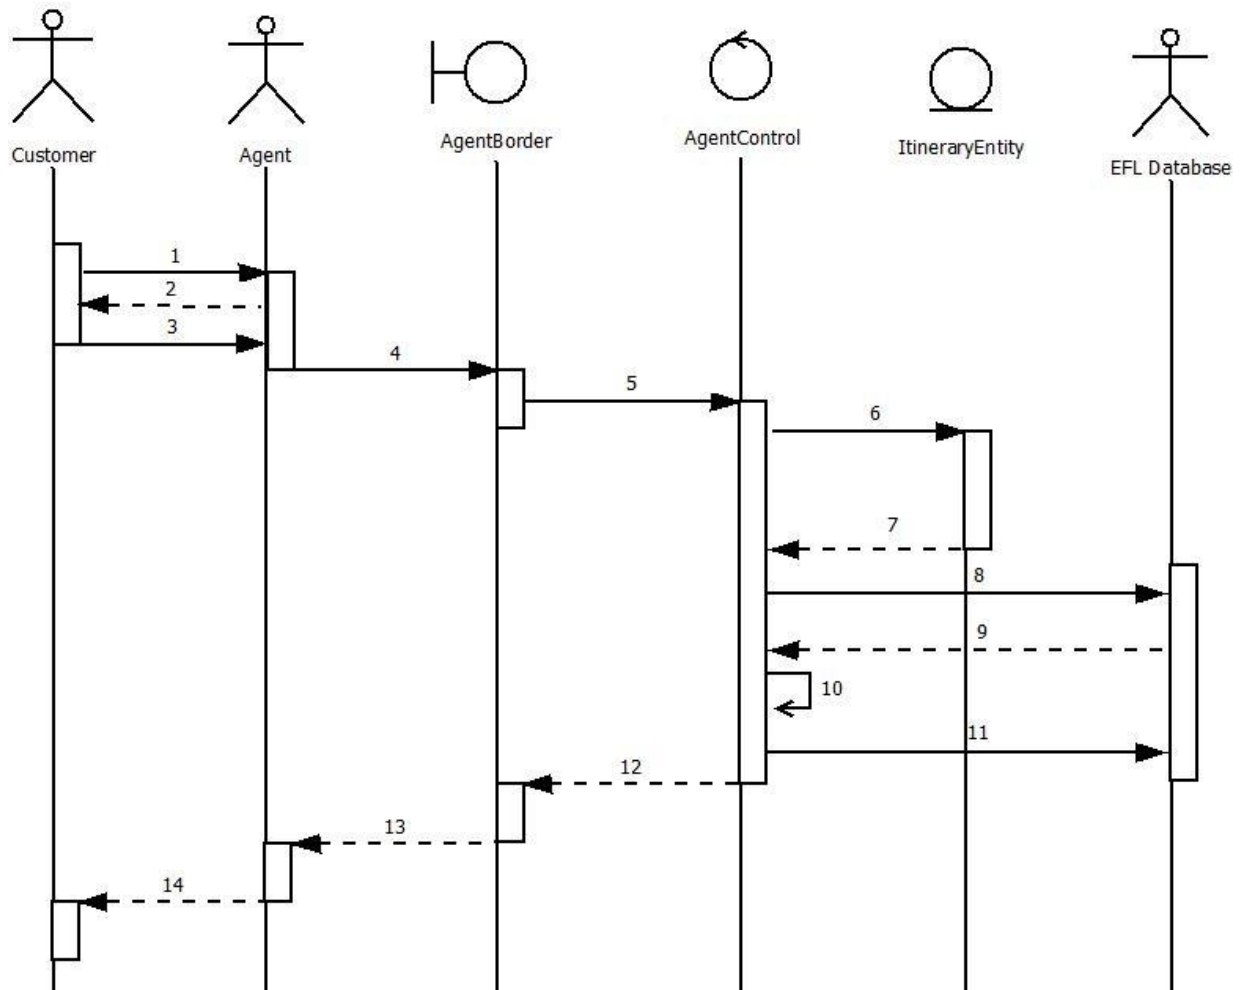 Customer
Agent
AgentBorder
AgentControl
ItineraryEntity
EFL Database
1
2
3
4
5
6
7
8
9
10
11
12
13
14